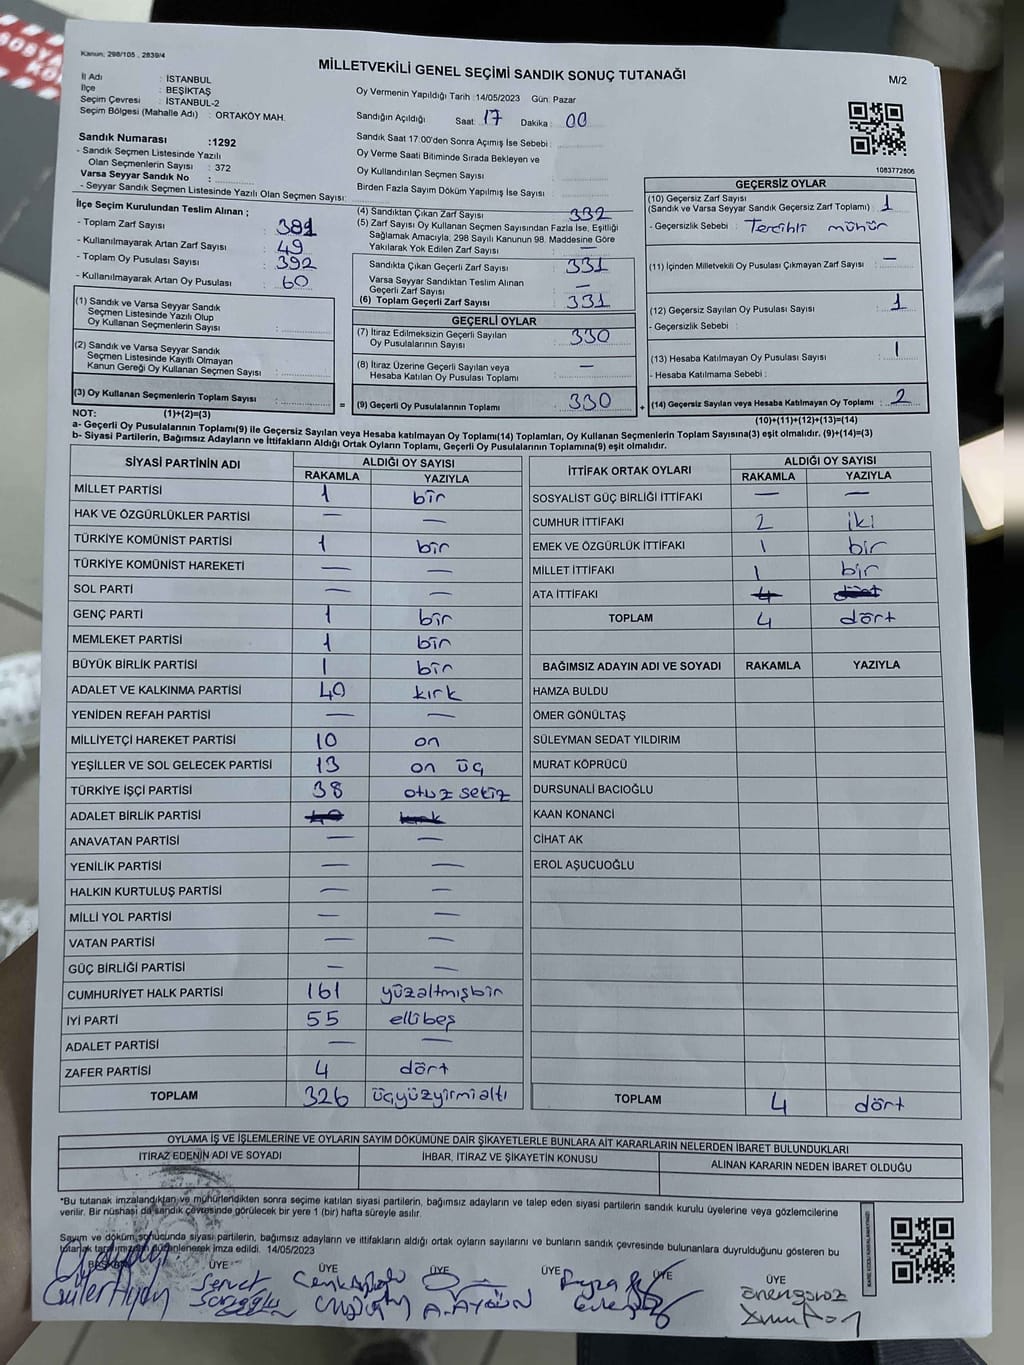 Kanun: 298/105 , 2839/4
MİLLETVEKİLİ GENEL SEÇİMİ SANDIK SONUÇ TUTANAĞI
M/2
İl Adı : İSTANBUL
İlçe : BEŞİKTAŞ
Seçim Çevresi : İSTANBUL-2
Seçim Bölgesi (Mahalle Adı) : ORTAKÖY MAH.
Oy Vermenin Yapıldığı Tarih :14/05/2023 Gün: Pazar
Sandığın Açıldığı Saat: 17 Dakika : 00
Sandık Saat 17:00'den Sonra Açımış İse Sebebi :
Oy Verme Saati Bitiminde Sırada Bekleyen ve
Oy Kullandırılan Seçmen Sayısı :
Birden Fazla Sayım Döküm Yapılmış İse Sayısı :
1083772806
Sandık Numarası :1292
- Sandık Seçmen Listesinde Yazılı
Olan Seçmenlerin Sayısı : 372
Varsa Seyyar Sandık No :
- Seyyar Sandık Seçmen Listesinde Yazılı Olan Seçmen Sayısı:
İlçe Seçim Kurulundan Teslim Alınan ;
- Toplam Zarf Sayısı : 381
- Kullanılmayarak Artan Zarf Sayısı : 49
- Toplam Oy Pusulası Sayısı : 392
- Kullanılmayarak Artan Oy Pusulası : 60
(1) Sandık ve Varsa Seyyar Sandık
Seçmen Listesinde Yazılı Olup
Oy Kullanan Seçmenlerin Sayısı :
(2) Sandık ve Varsa Seyyar Sandık
Seçmen Listesinde Kayıtlı Olmayan
Kanun Gereği Oy Kullanan Seçmen Sayısı :
(3) Oy Kullanan Seçmenlerin Toplam Sayısı :
(4) Sandıktan Çıkan Zarf Sayısı : 332
(5) Zarf Sayısı Oy Kullanan Seçmen Sayısından Fazla İse, Eşitliği
Sağlamak Amacıyla, 298 Sayılı Kanunun 98. Maddesine Göre
Yakılarak Yok Edilen Zarf Sayısı : —
Sandıkta Çıkan Geçerli Zarf Sayısı : 331
Varsa Seyyar Sandıktan Teslim Alınan
Geçerli Zarf Sayısı : —
(6) Toplam Geçerli Zarf Sayısı : 331
GEÇERLİ OYLAR
(7) İtiraz Edilmeksizin Geçerli Sayılan
Oy Pusulalarının Sayısı : 330
(8) İtiraz Üzerine Geçerli Sayılan veya
Hesaba Katılan Oy Pusulası Toplamı : —
= (9) Geçerli Oy Pusulalarının Toplamı : 330 +
GEÇERSİZ OYLAR
(10) Geçersiz Zarf Sayısı
(Sandık ve Varsa Seyyar Sandık Geçersiz Zarf Toplamı) : 1
- Geçersizlik Sebebi : Tercihli mühür
(11) İçinden Milletvekili Oy Pusulası Çıkmayan Zarf Sayısı : —
(12) Geçersiz Sayılan Oy Pusulası Sayısı : 1
- Geçersizlik Sebebi :
(13) Hesaba Katılmayan Oy Pusulası Sayısı : 1
- Hesaba Katılmama Sebebi :
(14) Geçersiz Sayılan veya Hesaba Katılmayan Oy Toplamı : 2
NOT: (1)+(2)=(3)
(10)+(11)+(12)+(13)=(14)
a- Geçerli Oy Pusulalarının Toplamı(9) ile Geçersiz Sayılan veya Hesaba katılmayan Oy Toplamı(14) Toplamları, Oy Kullanan Seçmenlerin Toplam Sayısına(3) eşit olmalıdır. (9)+(14)=(3)
b- Siyasi Partilerin, Bağımsız Adayların ve İttifakların Aldığı Ortak Oyların Toplamı, Geçerli Oy Pusulalarının Toplamına(9) eşit olmalıdır.
SİYASİ PARTİNİN ADI ALDIĞI OY SAYISI
RAKAMLA YAZIYLA
MİLLET PARTİSİ 1 bir
HAK VE ÖZGÜRLÜKLER PARTİSİ — —
TÜRKİYE KOMÜNİST PARTİSİ 1 bir
TÜRKİYE KOMÜNİST HAREKETİ — —
SOL PARTİ — —
GENÇ PARTİ 1 bir
MEMLEKET PARTİSİ 1 bir
BÜYÜK BİRLİK PARTİSİ 1 bir
ADALET VE KALKINMA PARTİSİ 40 kırk
YENİDEN REFAH PARTİSİ — —
MİLLİYETÇİ HAREKET PARTİSİ 10 on
YEŞİLLER VE SOL GELECEK PARTİSİ 13 on üç
TÜRKİYE İŞÇİ PARTİSİ 38 otuz sekiz
ADALET BİRLİK PARTİSİ
ANAVATAN PARTİSİ — —
YENİLİK PARTİSİ — —
HALKIN KURTULUŞ PARTİSİ — —
MİLLİ YOL PARTİSİ — —
VATAN PARTİSİ — —
GÜÇ BİRLİĞİ PARTİSİ — —
CUMHURİYET HALK PARTİSİ 161 yüzaltmışbir
İYİ PARTİ 55 ellibeş
ADALET PARTİSİ — —
ZAFER PARTİSİ 4 dört
TOPLAM 326 üçyüzyirmialtı
İTTİFAK ORTAK OYLARI ALDIĞI OY SAYISI
RAKAMLA YAZIYLA
SOSYALİST GÜÇ BİRLİĞİ İTTİFAKI — —
CUMHUR İTTİFAKI 2 iki
EMEK VE ÖZGÜRLÜK İTTİFAKI 1 bir
MİLLET İTTİFAKI 1 bir
ATA İTTİFAKI 4 dört
TOPLAM 4 dört
BAĞIMSIZ ADAYIN ADI VE SOYADI RAKAMLA YAZIYLA
HAMZA BULDU
ÖMER GÖNÜLTAŞ
SÜLEYMAN SEDAT YILDIRIM
MURAT KÖPRÜCÜ
DURSUNALİ BACIOĞLU
KAAN KONANCİ
CİHAT AK
EROL AŞUCUOĞLU
TOPLAM 4 dört
OYLAMA İŞ VE İŞLEMLERİNE VE OYLARIN SAYIM DÖKÜMÜNE DAİR ŞİKAYETLERLE BUNLARA AİT KARARLARIN NELERDEN İBARET BULUNDUKLARI
İTİRAZ EDENİN ADI VE SOYADI İHBAR, İTİRAZ VE ŞİKAYETİN KONUSU ALINAN KARARIN NEDEN İBARET OLDUĞU
*Bu tutanak imzalandıktan ve mühürlendikten sonra seçime katılan siyasi partilerin, bağımsız adayların ve talep eden siyasi partilerin sandık kurulu üyelerine veya gözlemcilerine
verilir. Bir nüshası da sandık çevresinde görülecek bir yere 1 (bir) hafta süreyle asılır.
Sayım ve döküm sonucunda siyasi partilerin, bağımsız adayların ve ittifakların aldığı ortak oyların sayılarını ve bunların sandık çevresinde bulunanlara duyrulduğunu gösteren bu
tutanak tarafımızdan düzenlenerek imza edildi. 14/05/2023
BAŞKAN ÜYE ÜYE ÜYE ÜYE ÜYE ÜYE
Servet
A.AYGÜN